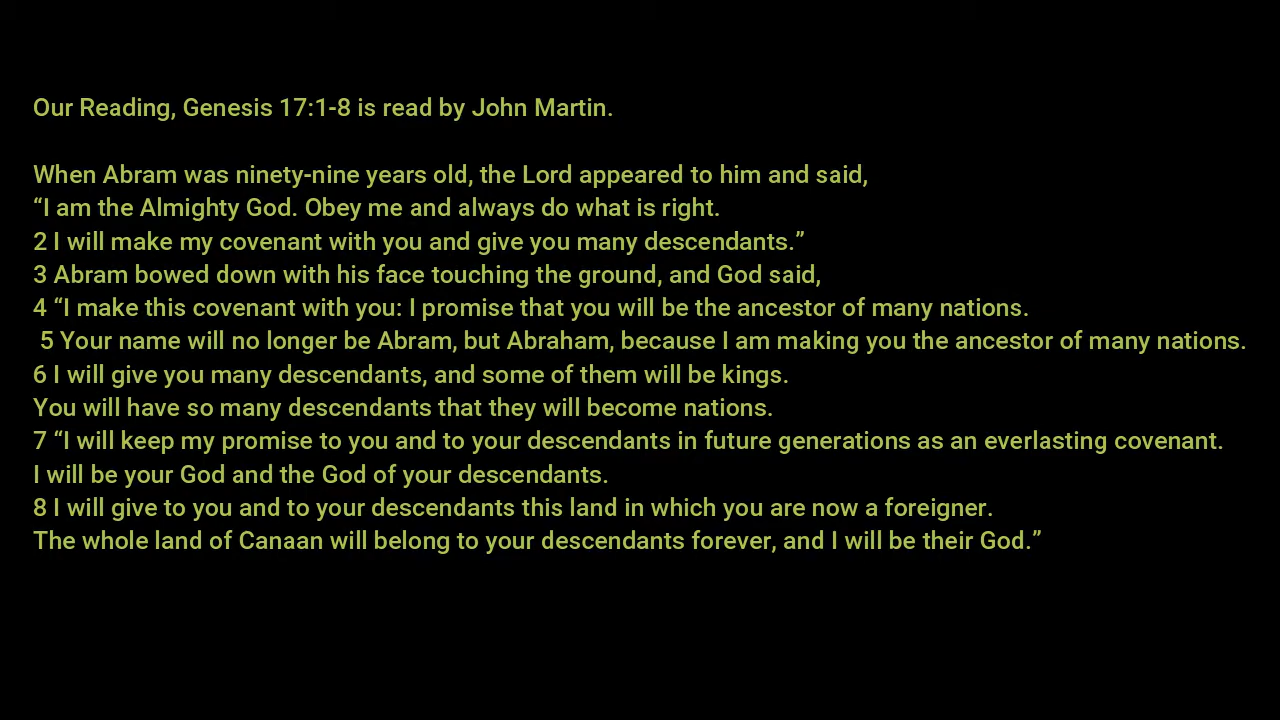 Our Reading, Genesis 17:1-8 is read by John Martin.
When Abram was ninety-nine years old, the Lord appeared to him and said,
“I am the Almighty God. Obey me and always do what is right.
2 I will make my covenant with you and give you many descendants.”
3 Abram bowed down with his face touching the ground, and God said,
4 “I make this covenant with you: I promise that you will be the ancestor of many nations.
5 Your name will no longer be Abram, but Abraham, because I am making you the ancestor of many nations.
6 I will give you many descendants, and some of them will be kings.
You will have so many descendants that they will become nations.
7 “I will keep my promise to you and to your descendants in future generations as an everlasting covenant.
I will be your God and the God of your descendants.
8 I will give to you and to your descendants this land in which you are now a foreigner.
The whole land of Canaan will belong to your descendants forever, and I will be their God.”